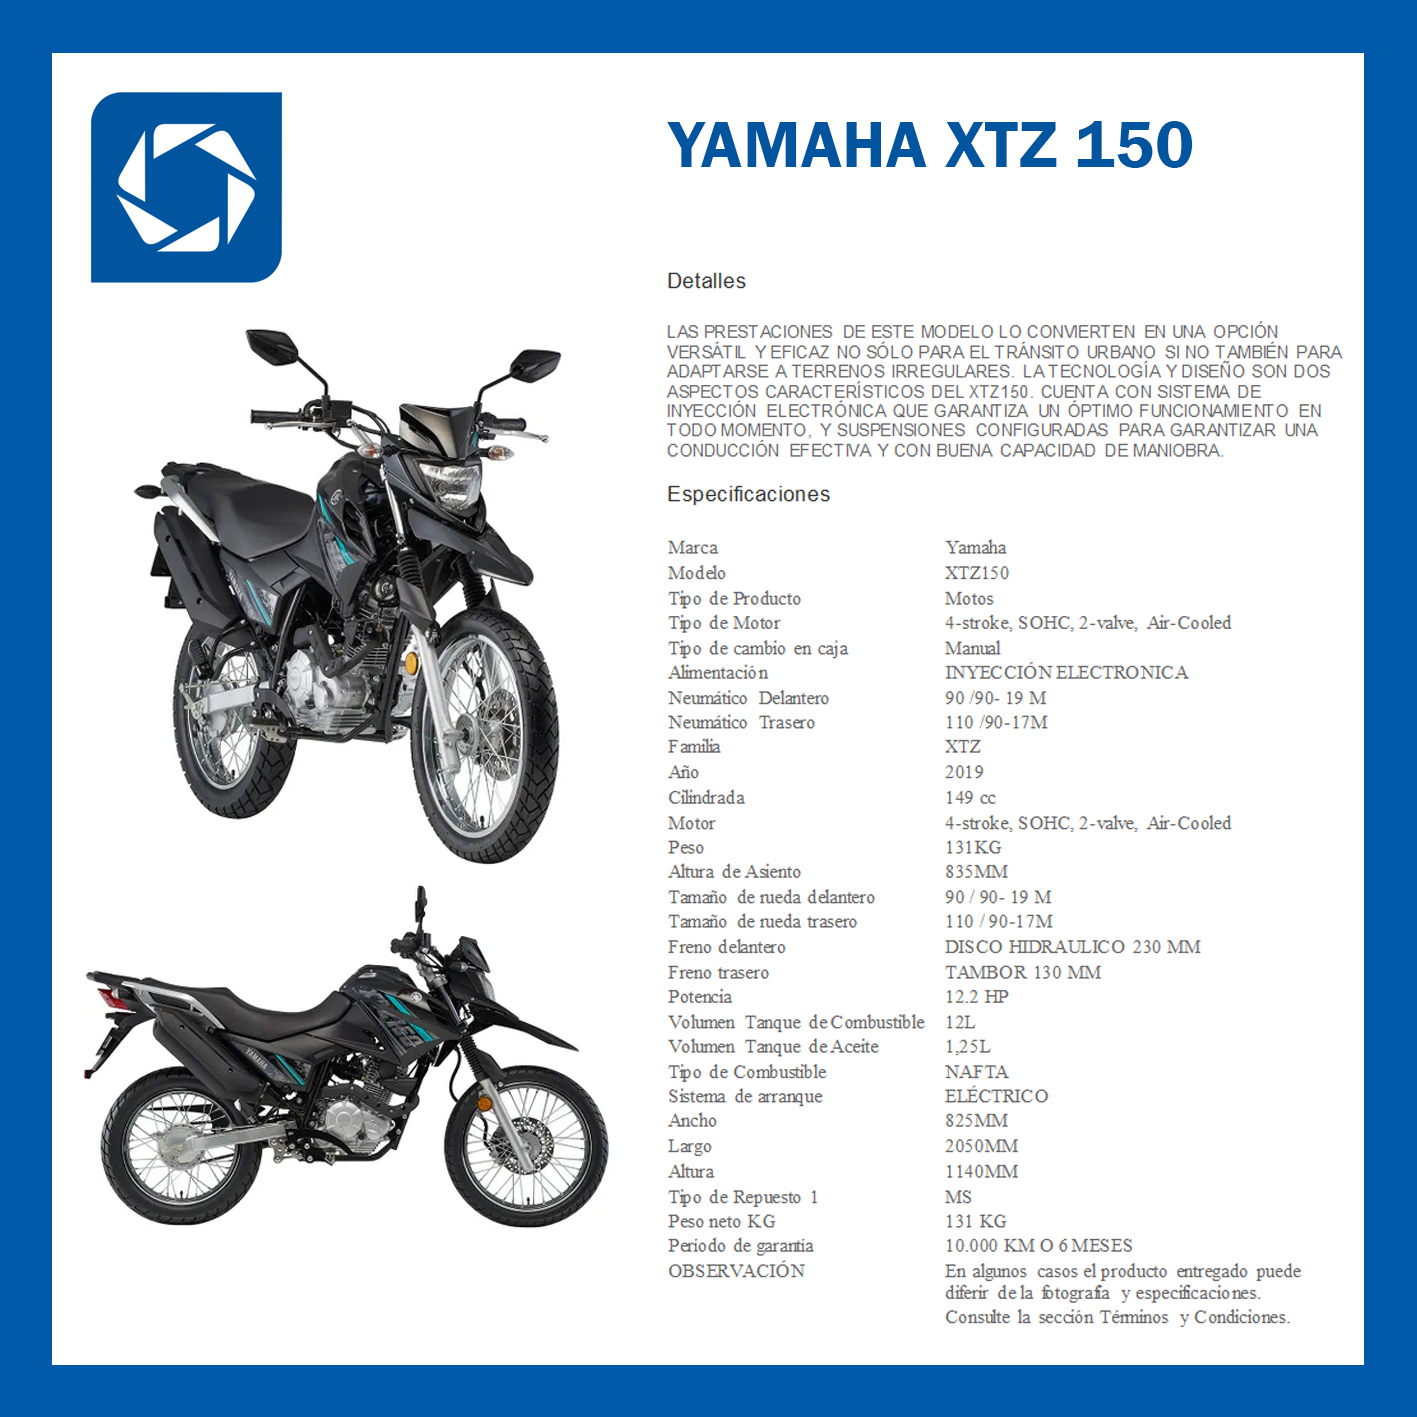 YAMAHA XTZ 150
Detalles
LAS PRESTACIONES DE ESTE MODELO LO CONVIERTEN EN UNA OPCIÓN
VERSÁTIL Y EFICAZ NO SÓLO PARA EL TRÁNSITO URBANO SI NO TAMBIÉN PARA
ADAPTARSE A TERRENOS IRREGULARES. LA TECNOLOGÍA Y DISEÑO SON DOS
ASPECTOS CARACTERÍSTICOS DEL XTZ150. CUENTA CON SISTEMA DE
INYECCIÓN ELECTRÓNICA QUE GARANTIZA UN ÓPTIMO FUNCIONAMIENTO EN
TODO MOMENTO, Y SUSPENSIONES CONFIGURADAS PARA GARANTIZAR UNA
CONDUCCIÓN EFECTIVA Y CON BUENA CAPACIDAD DE MANIOBRA.
Especificaciones
Marca Yamaha
Modelo XTZ150
Tipo de Producto Motos
Tipo de Motor 4-stroke, SOHC, 2-valve, Air-Cooled
Tipo de cambio en caja Manual
Alimentación INYECCIÓN ELECTRONICA
Neumático Delantero 90 /90- 19 M
Neumático Trasero 110 /90-17M
Familia XTZ
Año 2019
Cilindrada 149 cc
Motor 4-stroke, SOHC, 2-valve, Air-Cooled
Peso 131KG
Altura de Asiento 835MM
Tamaño de rueda delantero 90 / 90- 19 M
Tamaño de rueda trasero 110 / 90-17M
Freno delantero DISCO HIDRAULICO 230 MM
Freno trasero TAMBOR 130 MM
Potencia 12.2 HP
Volumen Tanque de Combustible 12L
Volumen Tanque de Aceite 1,25L
Tipo de Combustible NAFTA
Sistema de arranque ELÉCTRICO
Ancho 825MM
Largo 2050MM
Altura 1140MM
Tipo de Repuesto 1 MS
Peso neto KG 131 KG
Periodo de garantia 10.000 KM O 6 MESES
OBSERVACIÓN En algunos casos el producto entregado puede
diferir de la fotografía y especificaciones.
Consulte la sección Términos y Condiciones.
150
YAMAHA